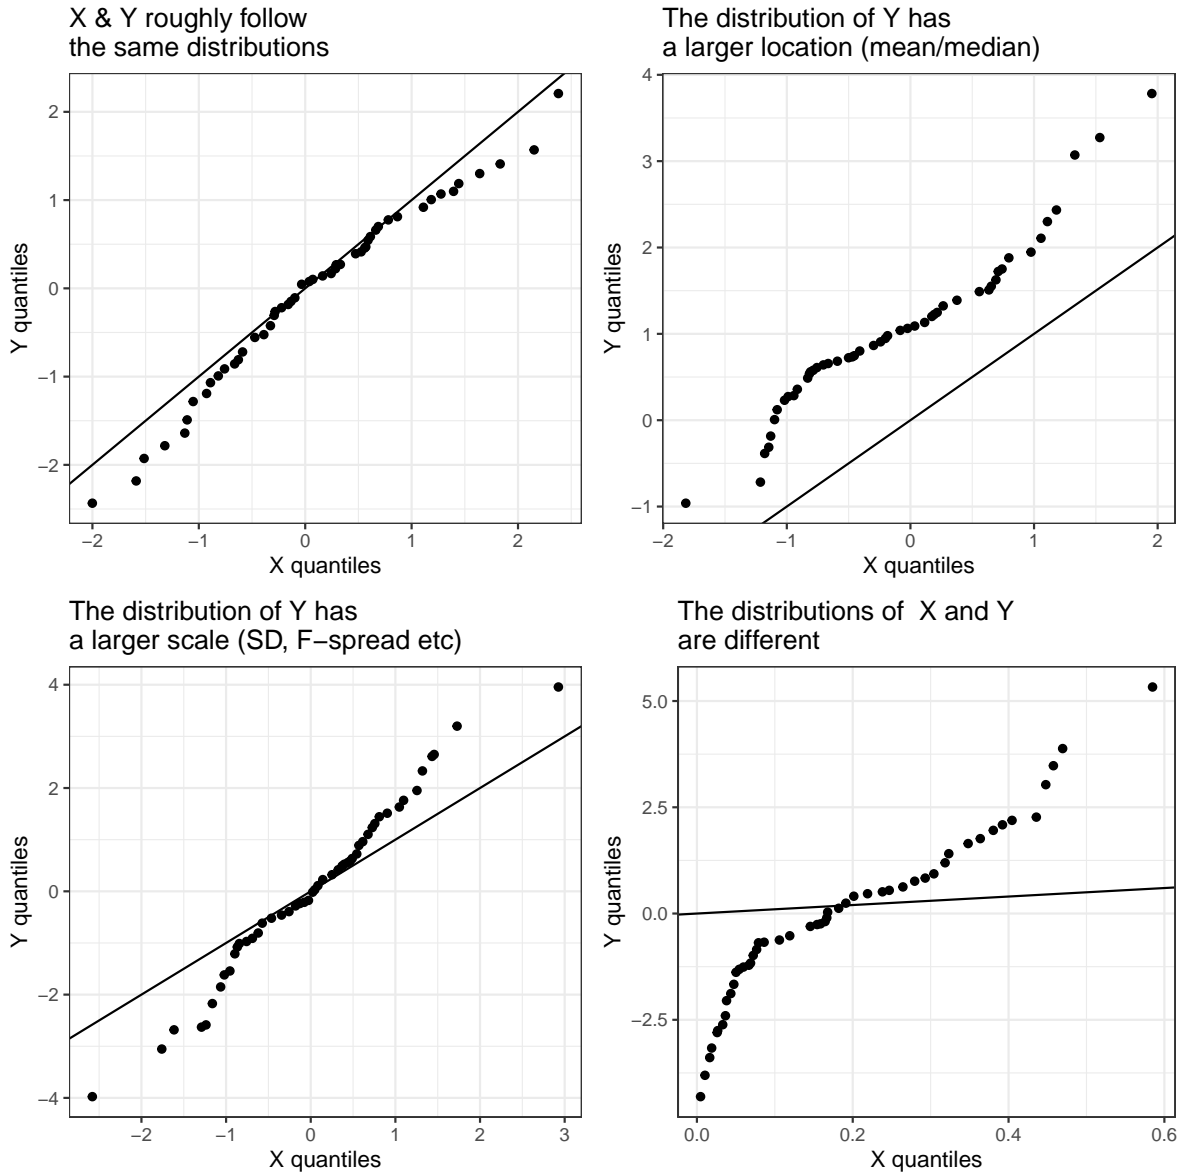 X & Y roughly follow
the same distributions
2
1
0
−1
−2
−2
−1
0
1
2
X quantiles
Y quantiles
The distribution of Y has
a larger location (mean/median)
4
3
2
1
0
−1
−2
−1
0
1
2
X quantiles
Y quantiles
The distribution of Y has
a larger scale (SD, F−spread etc)
4
2
0
−2
−4
−2
−1
0
1
2
3
X quantiles
Y quantiles
The distributions of  X and Y
are different
5.0
2.5
0.0
−2.5
0.0
0.2
0.4
0.6
X quantiles
Y quantiles